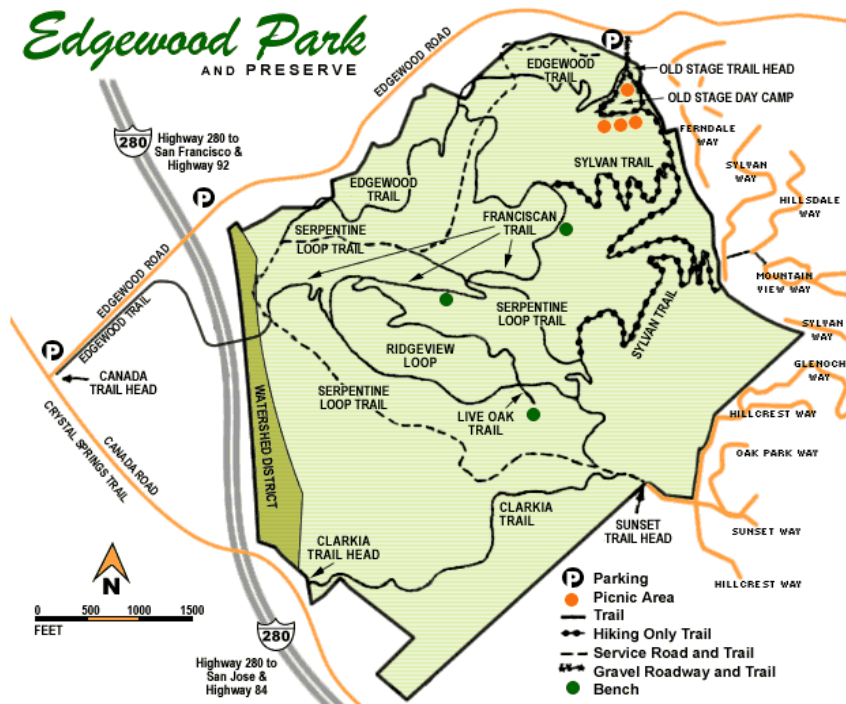 Edgewood Park
AND PRESERVE
EDGEWOOD ROAD
P
OLD STAGE TRAIL HEAD
EDGEWOOD
TRAIL
OLD STAGE DAY CAMP
280
Highway 280 to
San Francisco &
Highway 92
FERNDALE
WAY
SYLVAN TRAIL
SYLVAN
WAY
EDGEWOOD
TRAIL
P
HILLSDALE
WAY
FRANCISCAN
TRAIL
SERPENTINE
LOOP TRAIL
EDGEWOOD ROAD
EDGEWOOD TRAIL
MOUNTAIN
VIEW WAY
SERPENTINE
LOOP TRAIL
SYLVAN TRAIL
SYLVAN
WAY
P
RIDGEVIEW
LOOP
GLENOCH
WAY
CANADA
TRAIL HEAD
SERPENTINE
LOOP TRAIL
WATERSHED DISTRICT
LIVE OAK
TRAIL
HILLCREST WAY
CANADA ROAD
CRYSTAL SPRINGS TRAIL
OAK PARK WAY
CLARKIA
TRAIL
SUNSET
TRAIL HEAD
SUNSET WAY
CLARKIA
TRAIL HEAD
HILLCREST WAY
N
0 500 1000 1500
FEET
280
Highway 280 to
San Jose &
Highway 84
P Parking
Picnic Area
Trail
Hiking Only Trail
Service Road and Trail
Gravel Roadway and Trail
Bench